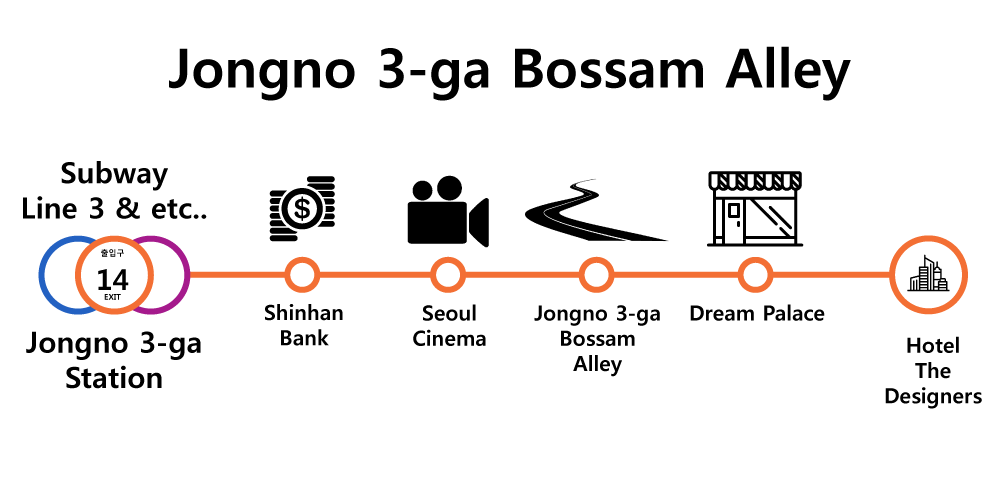 Jongno 3-ga Bossam Alley
Subway
Line 3 & etc..
출입구
14
EXIT
Jongno 3-ga
Station
$
Shinhan
Bank
Seoul
Cinema
Jongno 3-ga
Bossam
Alley
Dream Palace
Hotel
The
Designers